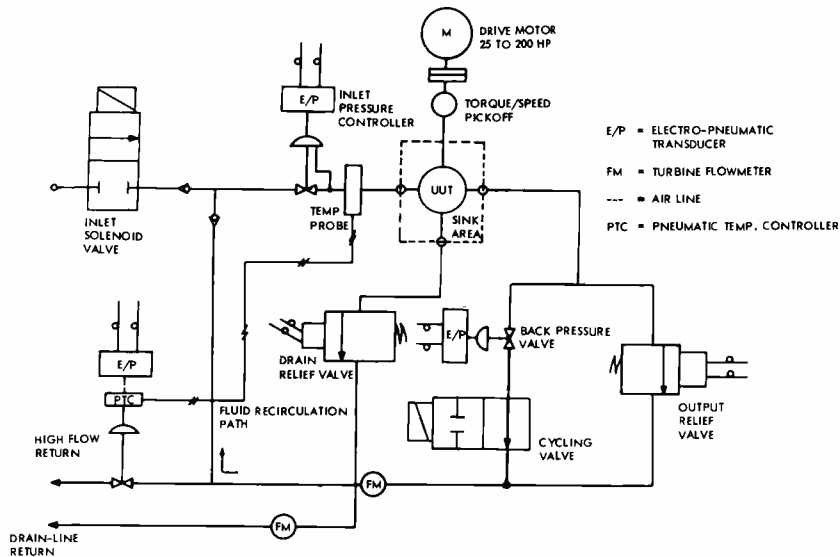 M
DRIVE MOTOR
25 TO 200 HP
E/P
INLET
PRESSURE
CONTROLLER
TORQUE/SPEED
PICKOFF
E/P = ELECTRO-PNEUMATIC
TRANSDUCER
FM = TURBINE FLOWMETER
--- = AIR LINE
PTC = PNEUMATIC TEMP. CONTROLLER
UUT
INLET
SOLENOID
VALVE
TEMP
PROBE
SINK
AREA
E/P
PTC
HIGH FLOW
RETURN
FLUID RECIRCULATION
PATH
DRAIN
RELIEF VALVE
E/P
BACK PRESSURE
VALVE
CYCLING
VALVE
OUTPUT
RELIEF
VALVE
FM
FM
DRAIN-LINE
RETURN